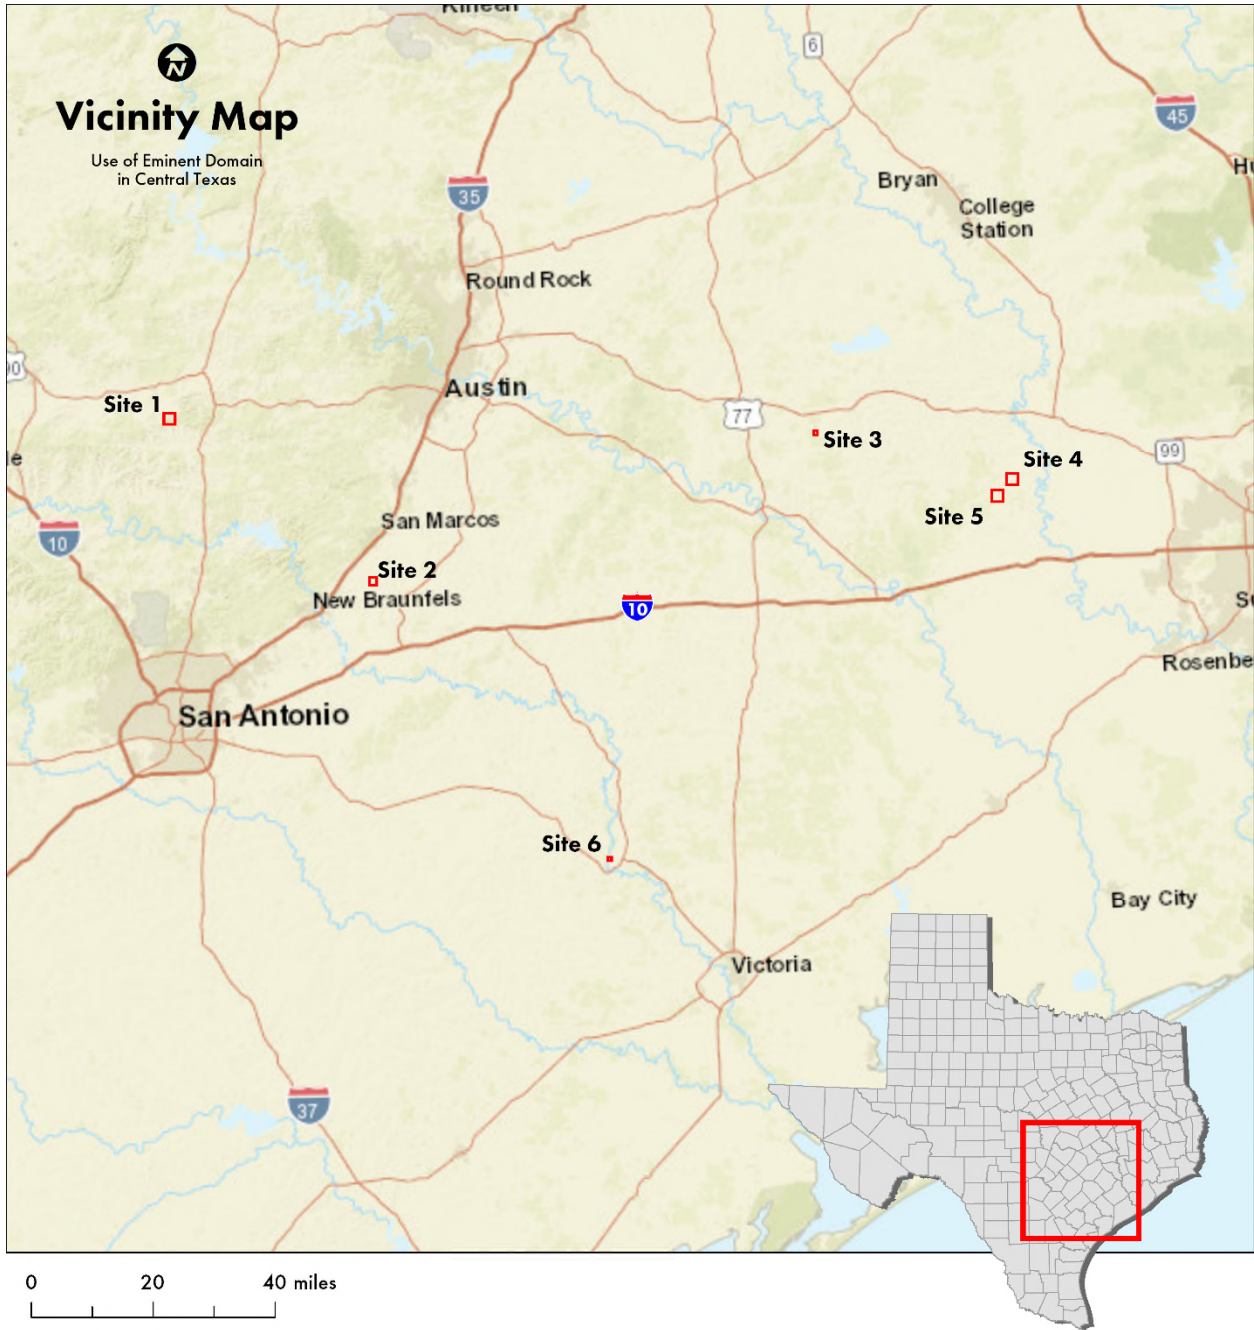 Killeen
N
Vicinity Map
Use of Eminent Domain
in Central Texas
6
45
Bryan
35
College
Station
Round Rock
Austin
Site 1
77
Site 3
99
Site 4
Site 5
San Marcos
10
Site 2
New Braunfels
10
Rosenbe
San Antonio
Site 6
Bay City
Victoria
37
0 20 40 miles